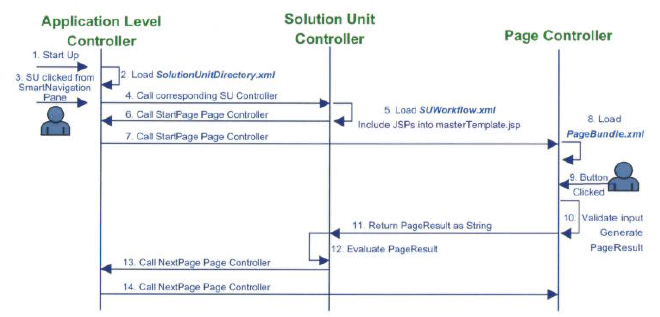 Application Level
Controller
Solution Unit
Controller
Page Controller
1. Start Up
2. Load SolutionUnitDirectory.xml
3. SU clicked from
SmartNavigation
Pane
4. Call corresponding SU Controller
5. Load SUWorkflow.xml
Include JSPs into masterTemplate.jsp
6. Call StartPage Page Controller
7. Call StartPage Page Controller
8. Load
PageBundle.xml
9. Button
Clicked
10. Validate input
Generate
PageResult
11. Return PageResult as String
12. Evaluate PageResult
13. Call NextPage Page Controller
14. Call NextPage Page Controller